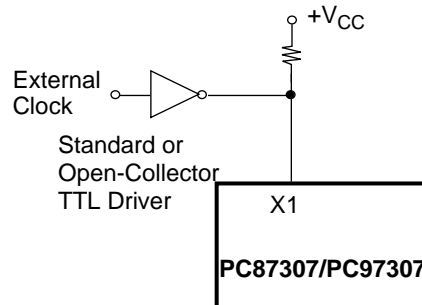 +VCC
External
Clock
Standard or
Open-Collector
TTL Driver
X1
PC87307/PC97307